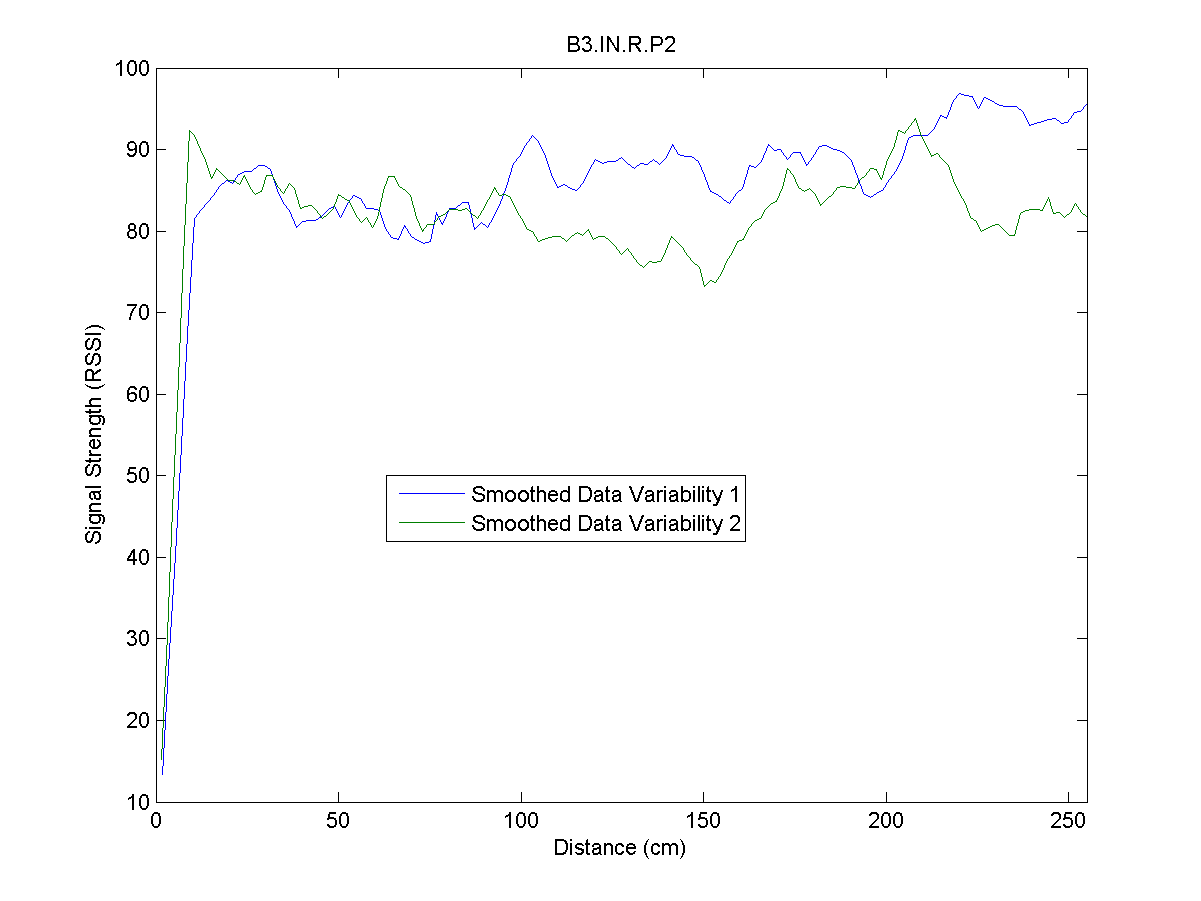 B3.IN.R.P2
100
90
80
70
60
50
40
30
20
10
Signal Strength (RSSI)
Smoothed Data Variability 1
Smoothed Data Variability 2
0 50 100 150 200 250
Distance (cm)